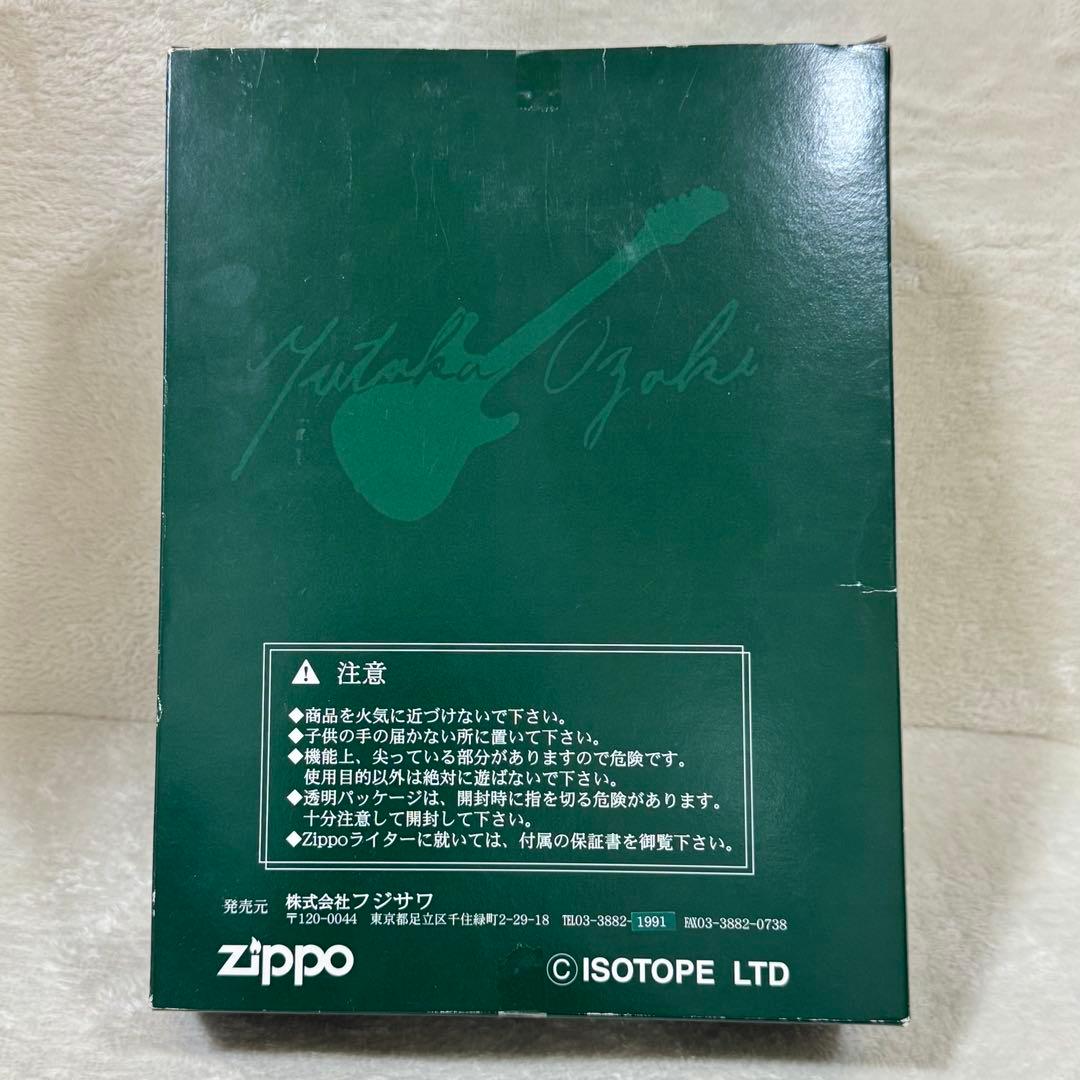 Yutaka Ozaki
注意
◆商品を火気に近づけないで下さい。
◆子供の手の届かない所に置いて下さい。
◆機能上、尖っている部分がありますので危険です。
使用目的以外は絶対に遊ばないで下さい。
◆透明パッケージは、開封時に指を切る危険があります。
十分注意して開封して下さい。
◆Zippoライターに就いては、付属の保証書を御覧下さい。
発売元 株式会社フジサワ
〒120-0044 東京都足立区千住緑町2-29-18 TEL03-3882-1991 FAX03-3882-0738
zippo ©ISOTOPE LTD